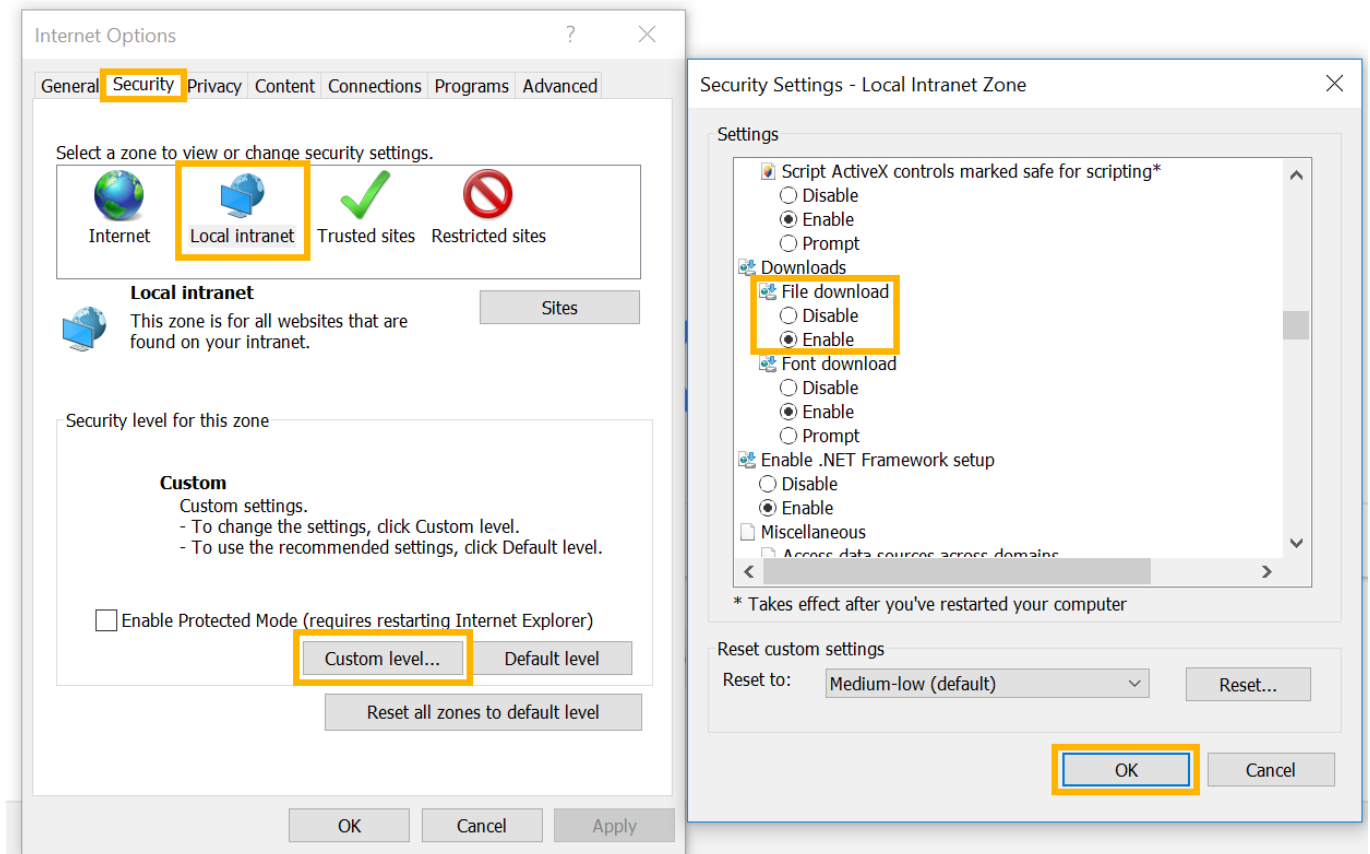 Internet Options
?
General Security Privacy Content Connections Programs Advanced
Select a zone to view or change security settings.
Internet Local intranet Trusted sites Restricted sites
Local intranet
Sites
This zone is for all websites that are
found on your intranet.
Security level for this zone
Custom
Custom settings.
- To change the settings, click Custom level.
- To use the recommended settings, click Default level.
Enable Protected Mode (requires restarting Internet Explorer)
Custom level... Default level
Reset all zones to default level
OK Cancel Apply
Security Settings - Local Intranet Zone
Settings
Script ActiveX controls marked safe for scripting*
Disable
Enable
Prompt
Downloads
File download
Disable
Enable
Font download
Disable
Enable
Prompt
Enable .NET Framework setup
Disable
Enable
Miscellaneous
Access data sources across domains
* Takes effect after you've restarted your computer
Reset custom settings
Reset to: Medium-low (default) Reset...
OK Cancel